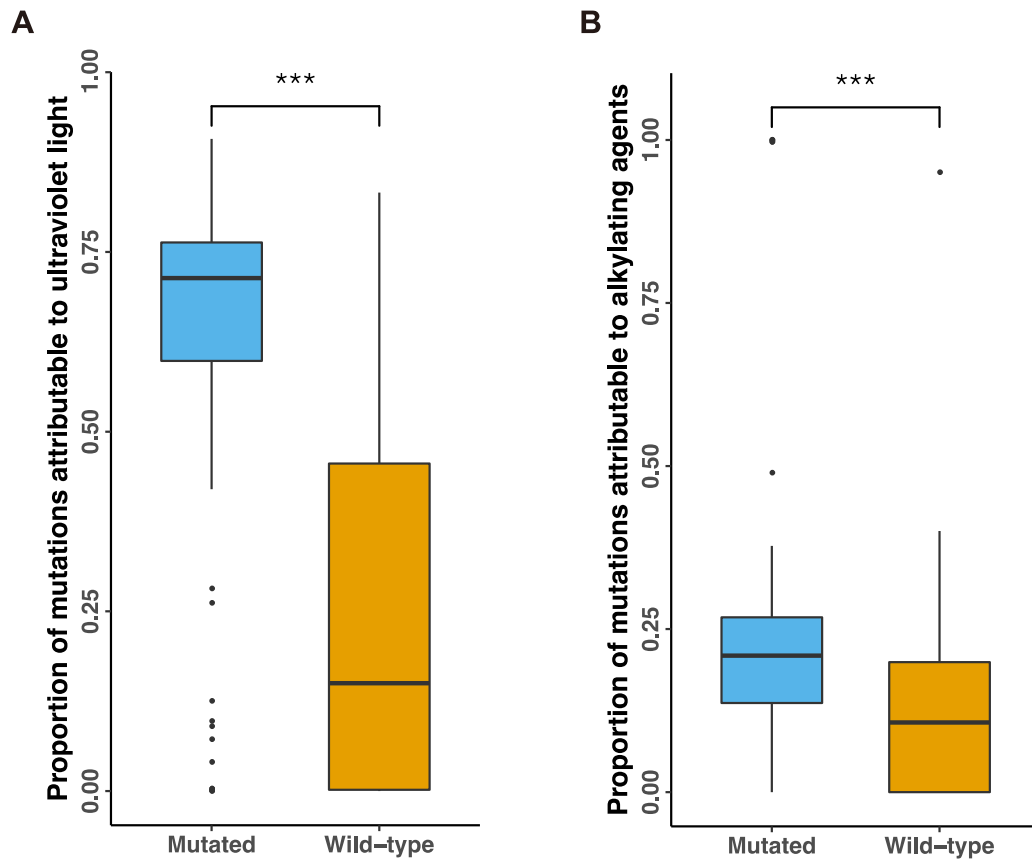 A
Proportion of mutations attributable to ultraviolet light
1.00
0.75
0.50
0.25
0.00
***
Mutated
Wild−type
B
Proportion of mutations attributable to alkylating agents
1.00
0.75
0.50
0.25
0.00
***
Mutated
Wild−type